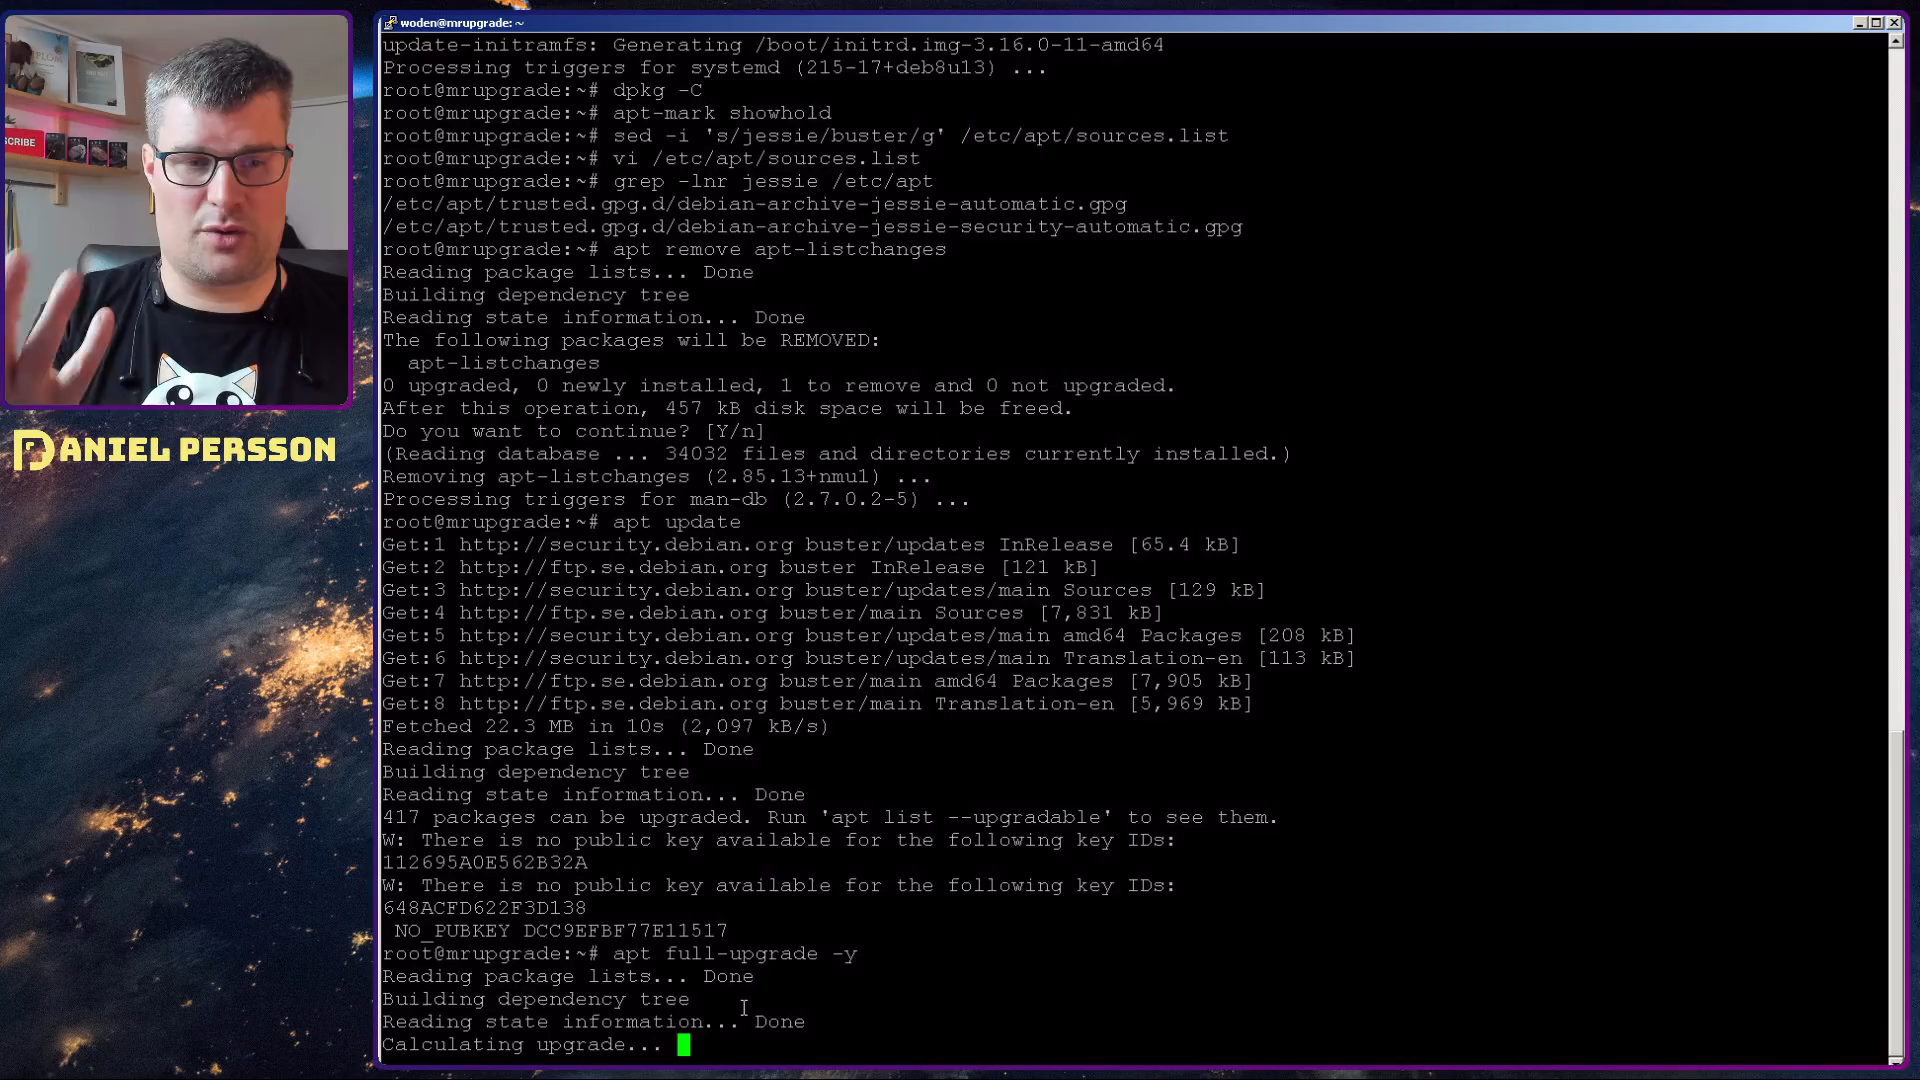 woden@mrupgrade: ~
update-initramfs: Generating /boot/initrd.img-3.16.0-11-amd64
Processing triggers for systemd (215-17+deb8u13) ...
root@mrupgrade:~# dpkg -C
root@mrupgrade:~# apt-mark showhold
root@mrupgrade:~# sed -i 's/jessie/buster/g' /etc/apt/sources.list
root@mrupgrade:~# vi /etc/apt/sources.list
root@mrupgrade:~# grep -lnr jessie /etc/apt
/etc/apt/trusted.gpg.d/debian-archive-jessie-automatic.gpg
/etc/apt/trusted.gpg.d/debian-archive-jessie-security-automatic.gpg
root@mrupgrade:~# apt remove apt-listchanges
Reading package lists... Done
Building dependency tree
Reading state information... Done
The following packages will be REMOVED:
apt-listchanges
0 upgraded, 0 newly installed, 1 to remove and 0 not upgraded.
After this operation, 457 kB disk space will be freed.
Do you want to continue? [Y/n]
(Reading database ... 34032 files and directories currently installed.)
Removing apt-listchanges (2.85.13+nmu1) ...
Processing triggers for man-db (2.7.0.2-5) ...
root@mrupgrade:~# apt update
Get:1 http://security.debian.org buster/updates InRelease [65.4 kB]
Get:2 http://ftp.se.debian.org buster InRelease [121 kB]
Get:3 http://security.debian.org buster/updates/main Sources [129 kB]
Get:4 http://ftp.se.debian.org buster/main Sources [7,831 kB]
Get:5 http://security.debian.org buster/updates/main amd64 Packages [208 kB]
Get:6 http://security.debian.org buster/updates/main Translation-en [113 kB]
Get:7 http://ftp.se.debian.org buster/main amd64 Packages [7,905 kB]
Get:8 http://ftp.se.debian.org buster/main Translation-en [5,969 kB]
Fetched 22.3 MB in 10s (2,097 kB/s)
Reading package lists... Done
Building dependency tree
Reading state information... Done
417 packages can be upgraded. Run 'apt list --upgradable' to see them.
W: There is no public key available for the following key IDs:
112695A0E562B32A
W: There is no public key available for the following key IDs:
648ACFD622F3D138
NO_PUBKEY DCC9EFBF77E11517
root@mrupgrade:~# apt full-upgrade -y
Reading package lists... Done
Building dependency tree
Reading state information... Done
Calculating upgrade...
SCRIBE
DANIEL PERSSON